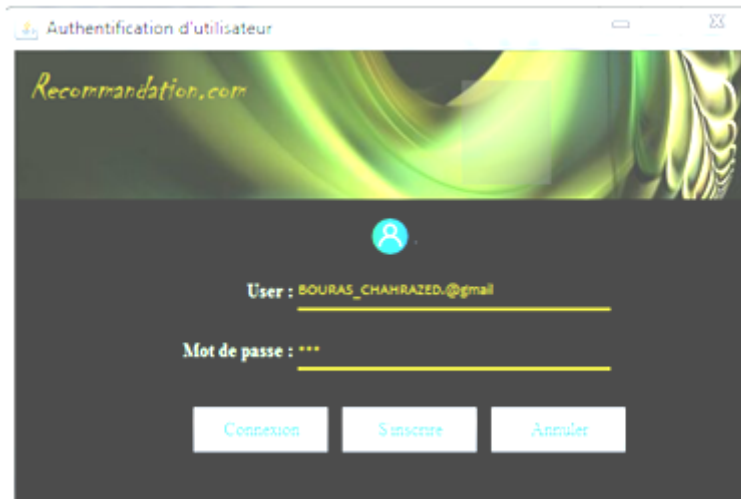 Authentification d'utilisateur
Recommandation.com
User : BOURAS_CHAHRAZED.@gmail
Mot de passe : ***
Connexion S'inscrire Annuler